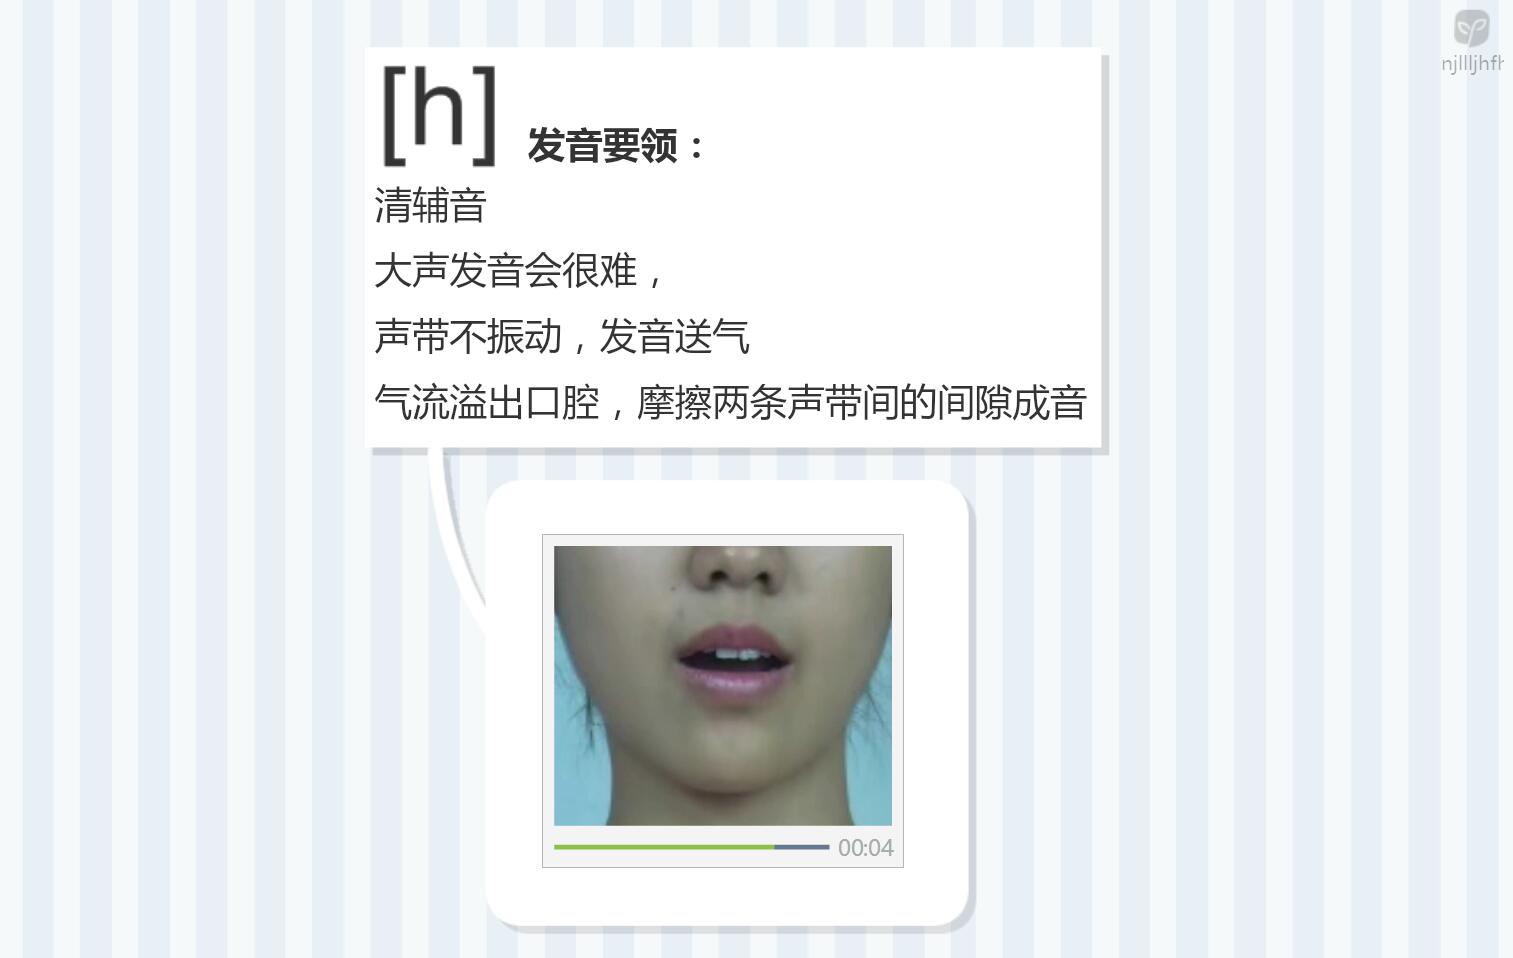 [h] 发音要领：
清辅音
大声发音会很难，
声带不振动，发音送气
气流溢出口腔，摩擦两条声带间的间隙成音
00:04